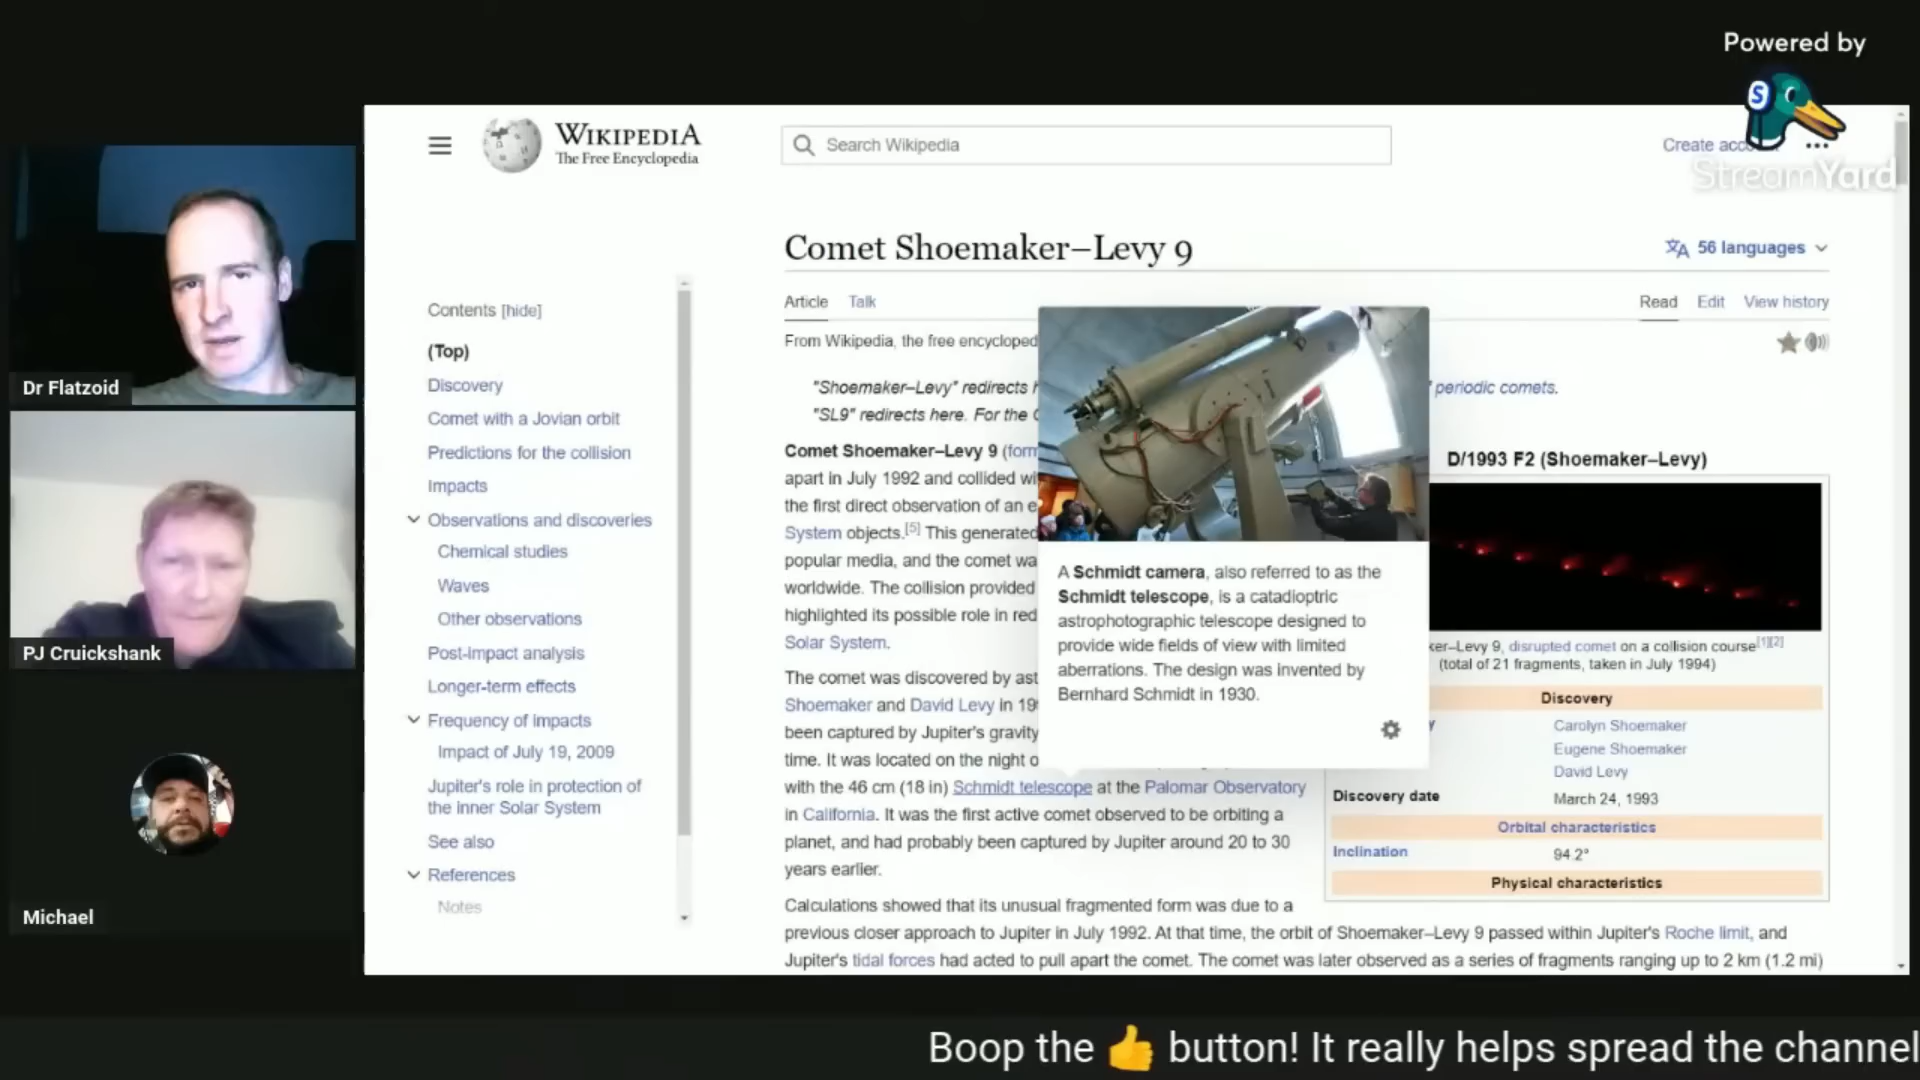 Powered by
S
StreamYard
WIKIPEDIA
The Free Encyclopedia
Search Wikipedia
Create acco
Dr Flatzoid
PJ Cruickshank
Michael
Contents [hide]
(Top)
Discovery
Comet with a Jovian orbit
Predictions for the collision
Impacts
Observations and discoveries
Chemical studies
Waves
Other observations
Post-impact analysis
Longer-term effects
Frequency of impacts
Impact of July 19, 2009
Jupiter's role in protection of
the inner Solar System
See also
References
Notes
Comet Shoemaker–Levy 9
56 languages
Article Talk
Read Edit View history
From Wikipedia, the free encycloped
"Shoemaker–Levy" redirects
periodic comets.
"SL9" redirects here. For the
Comet Shoemaker–Levy 9 (form
apart in July 1992 and collided wi
the first direct observation of an e
System objects.[5] This generated
popular media, and the comet wa
worldwide. The collision provided
highlighted its possible role in red
Solar System.
The comet was discovered by ast
Shoemaker and David Levy in 19
been captured by Jupiter's gravity
time. It was located on the night o
with the 46 cm (18 in) Schmidt telescope at the Palomar Observatory
in California. It was the first active comet observed to be orbiting a
planet, and had probably been captured by Jupiter around 20 to 30
years earlier.
Calculations showed that its unusual fragmented form was due to a
previous closer approach to Jupiter in July 1992. At that time, the orbit of Shoemaker–Levy 9 passed within Jupiter's Roche limit, and
Jupiter's tidal forces had acted to pull apart the comet. The comet was later observed as a series of fragments ranging up to 2 km (1.2 mi)
A Schmidt camera, also referred to as the
Schmidt telescope, is a catadioptric
astrophotographic telescope designed to
provide wide fields of view with limited
aberrations. The design was invented by
Bernhard Schmidt in 1930.
D/1993 F2 (Shoemaker–Levy)
ker–Levy 9, disrupted comet on a collision course[1][2]
(total of 21 fragments, taken in July 1994)
Discovery
y Carolyn Shoemaker
Eugene Shoemaker
David Levy
Discovery date March 24, 1993
Orbital characteristics
Inclination 94.2°
Physical characteristics
Boop the 👍 button! It really helps spread the channel